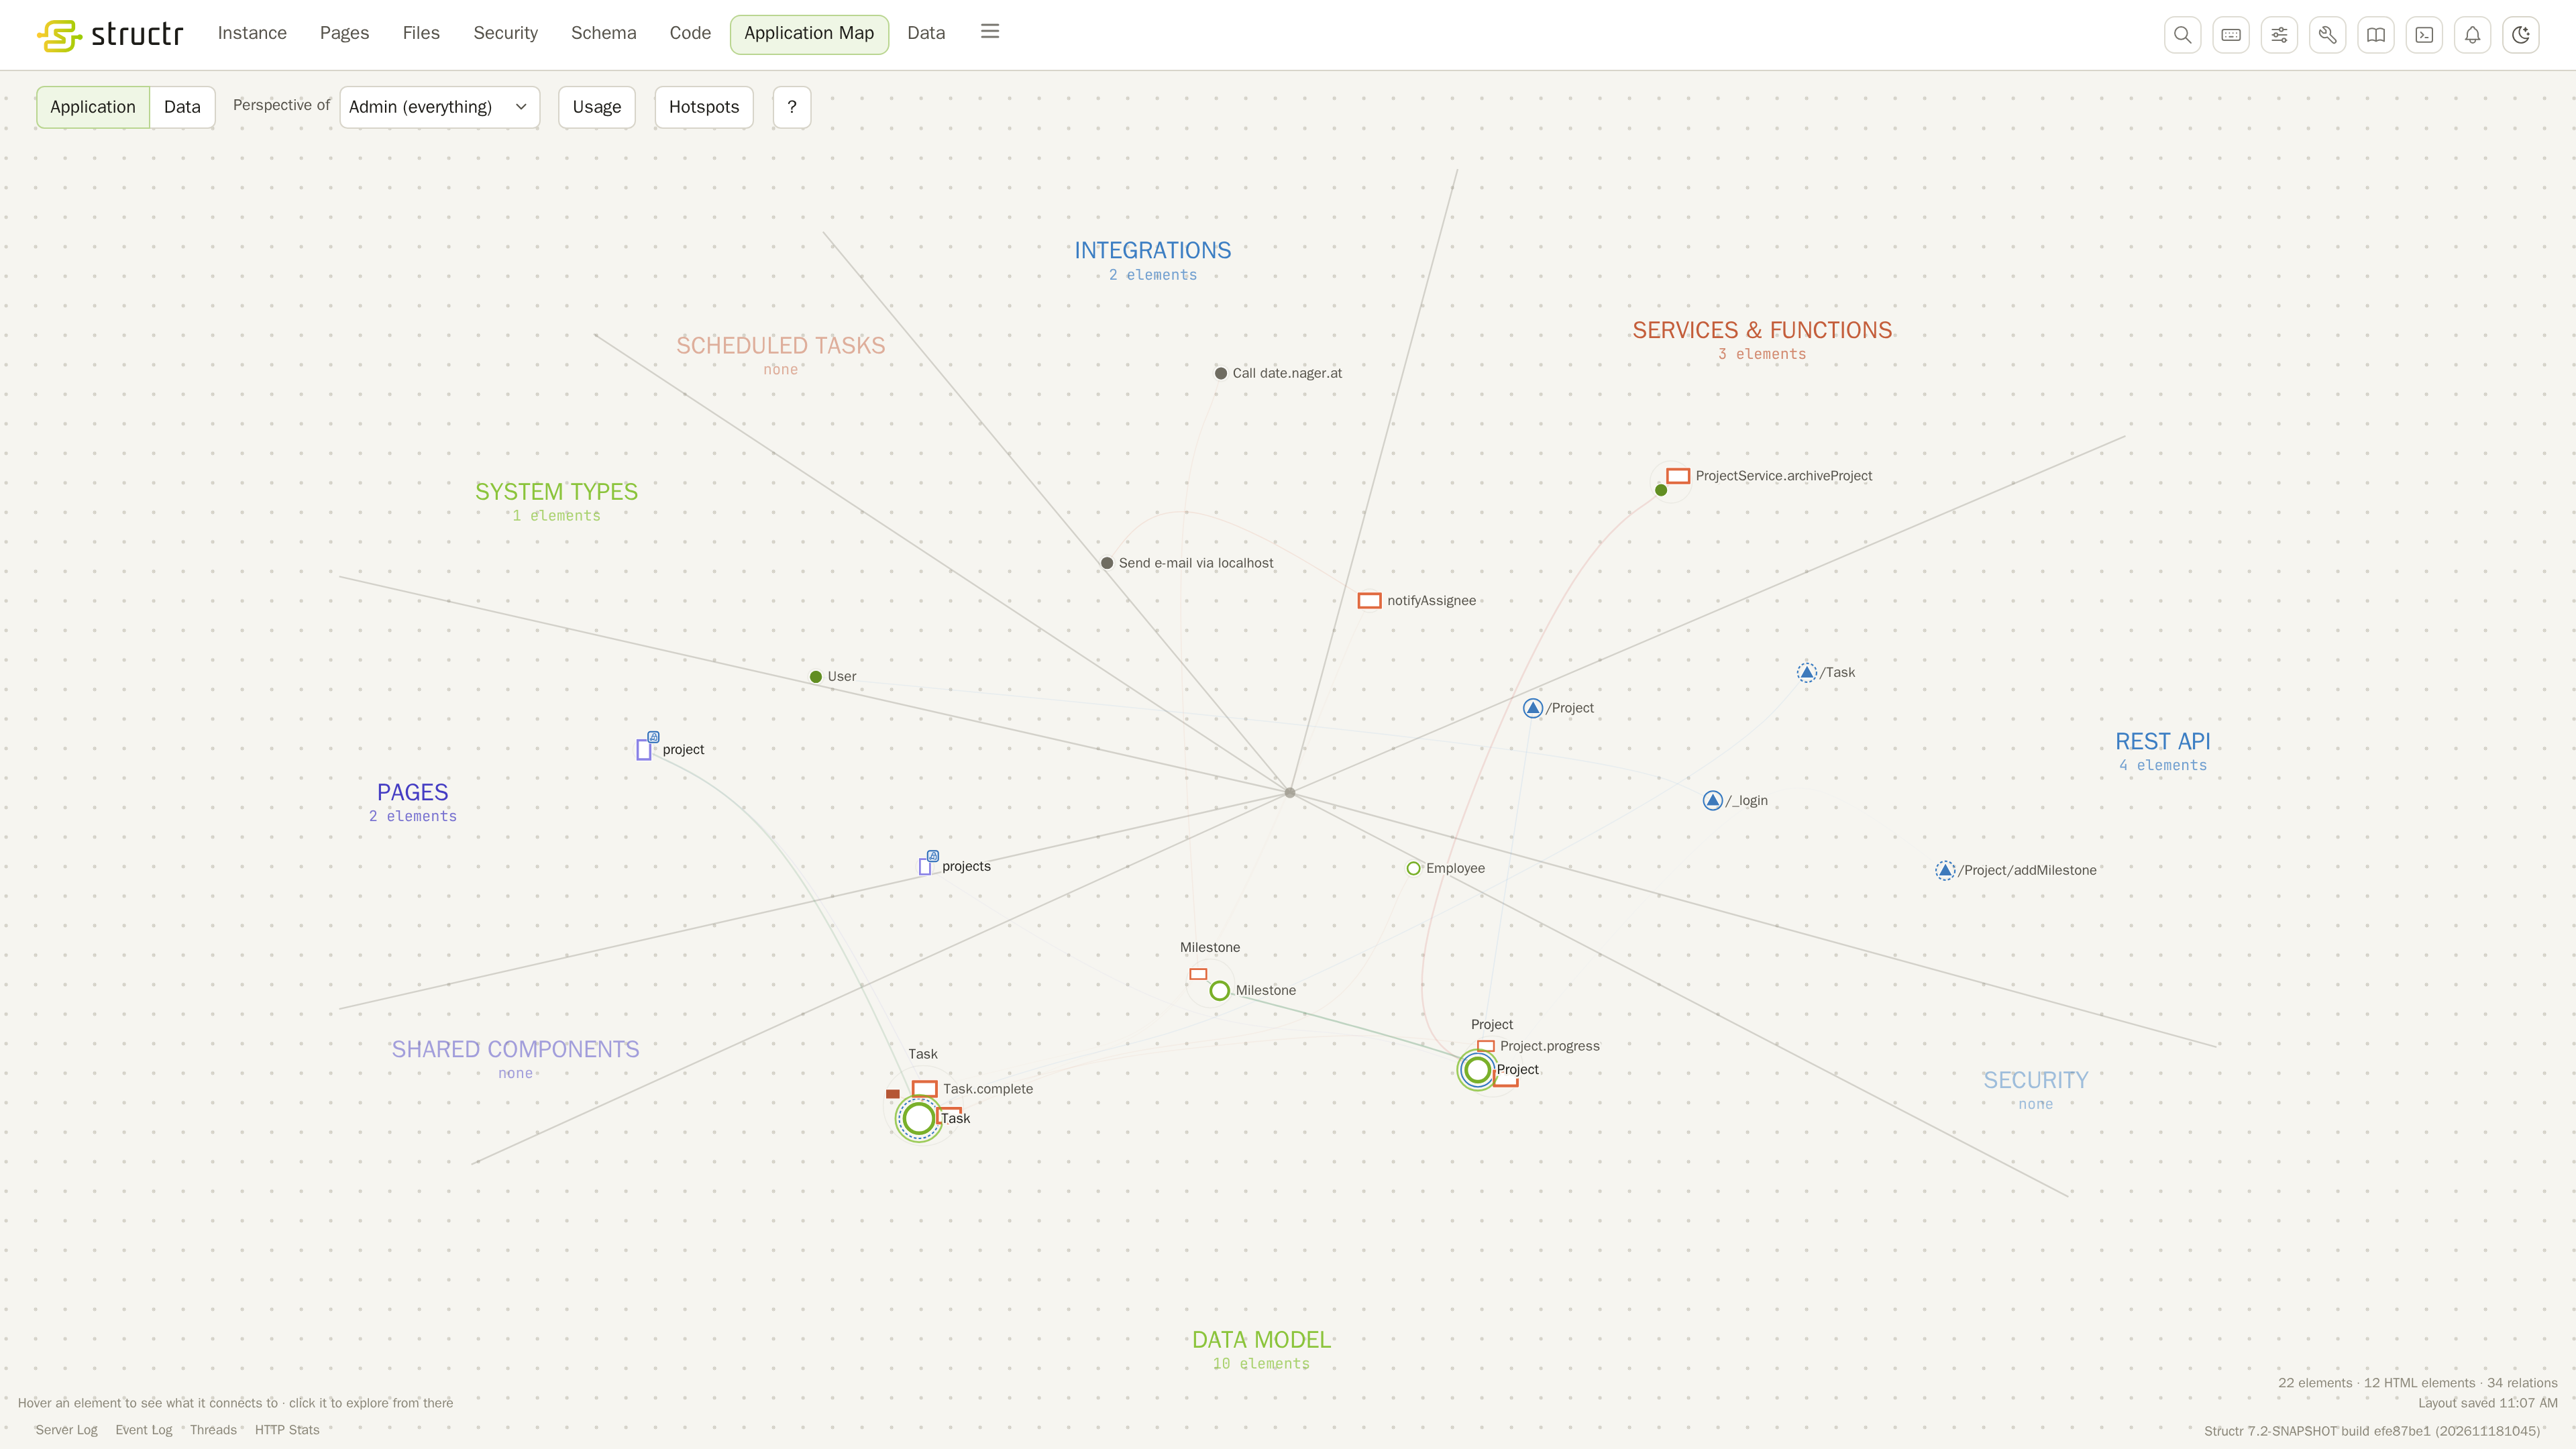 structr
Instance Pages Files Security Schema Code Application Map Data
Application Data Perspective of Admin (everything) Usage Hotspots ?
INTEGRATIONS
2 elements
SCHEDULED TASKS
none
SERVICES & FUNCTIONS
3 elements
Call date.nager.at
SYSTEM TYPES
1 elements
ProjectService.archiveProject
Send e-mail via localhost
notifyAssignee
User
/Task
/Project
project
REST API
4 elements
PAGES
2 elements
/_login
projects
Employee
/Project/addMilestone
Milestone
Milestone
SHARED COMPONENTS
none
Project
Project.progress
Project
Task
Task.complete
Task
SECURITY
none
DATA MODEL
10 elements
22 elements · 12 HTML elements · 34 relations
Hover an element to see what it connects to · click it to explore from there
Layout saved 11:07 AM
Server Log Event Log Threads HTTP Stats
Structr 7.2-SNAPSHOT build efe87be1 (202611181045)